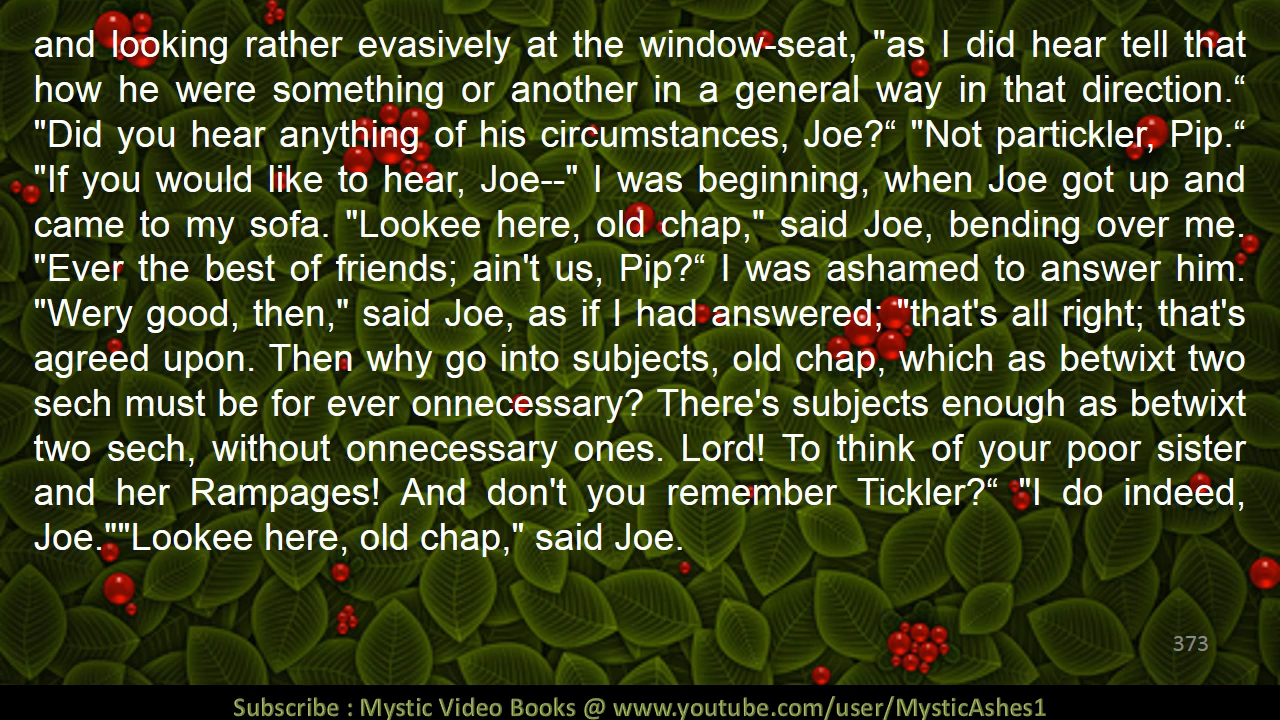 and looking rather evasively at the window-seat, "as I did hear tell that
how he were something or another in a general way in that direction.“
"Did you hear anything of his circumstances, Joe?“ "Not partickler, Pip.“
"If you would like to hear, Joe--" I was beginning, when Joe got up and
came to my sofa. "Lookee here, old chap," said Joe, bending over me.
"Ever the best of friends; ain't us, Pip?“ I was ashamed to answer him.
"Wery good, then," said Joe, as if I had answered; "that's all right; that's
agreed upon. Then why go into subjects, old chap, which as betwixt two
sech must be for ever onnecessary? There's subjects enough as betwixt
two sech, without onnecessary ones. Lord! To think of your poor sister
and her Rampages! And don't you remember Tickler?“ "I do indeed,
Joe.""Lookee here, old chap," said Joe.
373
Subscribe : Mystic Video Books @ www.youtube.com/user/MysticAshes1